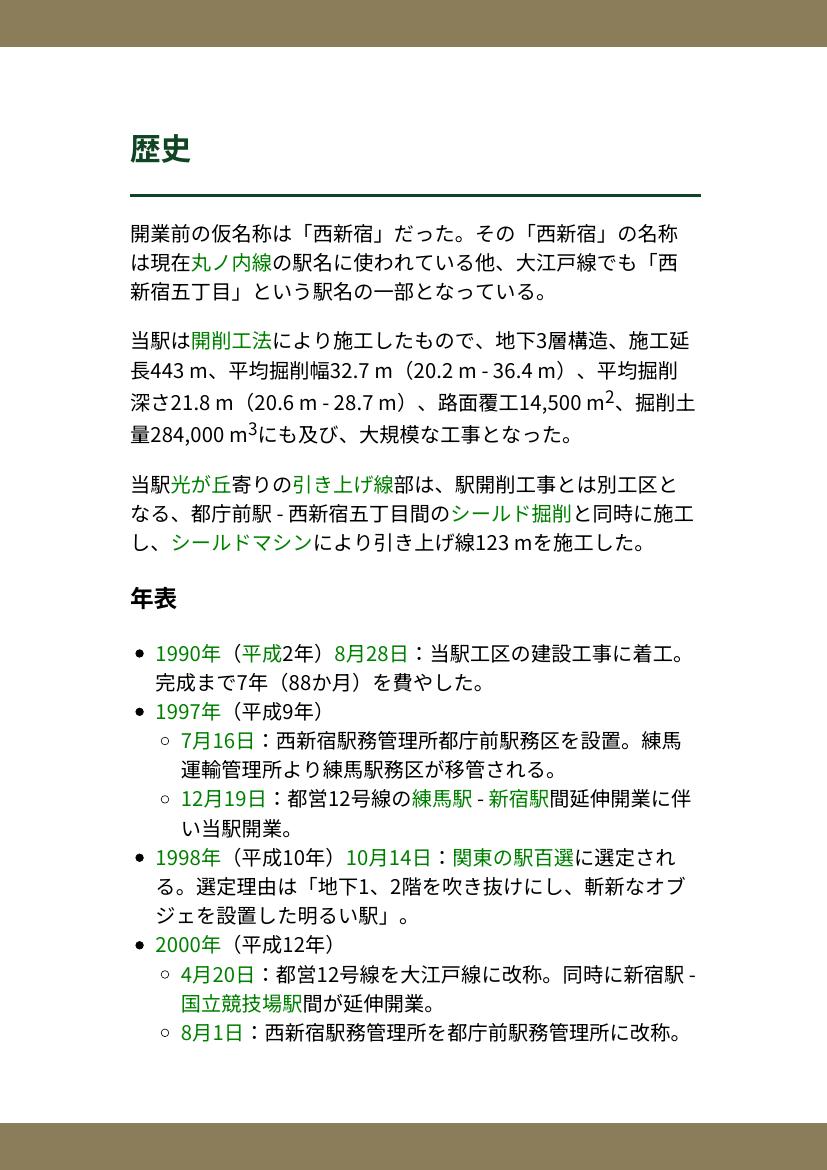 歴史
開業前の仮名称は「西新宿」だった。その「西新宿」の名称
は現在丸ノ内線の駅名に使われている他、大江戸線でも「西
新宿五丁目」という駅名の一部となっている。
当駅は開削工法により施工したもので、地下3層構造、施工延
長443 m、平均掘削幅32.7 m（20.2 m - 36.4 m）、平均掘削
深さ21.8 m（20.6 m - 28.7 m）、路面覆工14,500 m²、掘削土
量284,000 m³にも及び、大規模な工事となった。
当駅光が丘寄りの引き上げ線部は、駅開削工事とは別工区と
なる、都庁前駅 - 西新宿五丁目間のシールド掘削と同時に施工
し、シールドマシンにより引き上げ線123 mを施工した。
年表
• 1990年（平成2年）8月28日：当駅工区の建設工事に着工。
完成まで7年（88か月）を費やした。
• 1997年（平成9年）
◦ 7月16日：西新宿駅務管理所都庁前駅務区を設置。練馬
運輸管理所より練馬駅務区が移管される。
◦ 12月19日：都営12号線の練馬駅 - 新宿駅間延伸開業に伴
い当駅開業。
• 1998年（平成10年）10月14日：関東の駅百選に選定され
る。選定理由は「地下1、2階を吹き抜けにし、斬新なオブ
ジェを設置した明るい駅」。
• 2000年（平成12年）
◦ 4月20日：都営12号線を大江戸線に改称。同時に新宿駅 -
国立競技場駅間が延伸開業。
◦ 8月1日：西新宿駅務管理所を都庁前駅務管理所に改称。